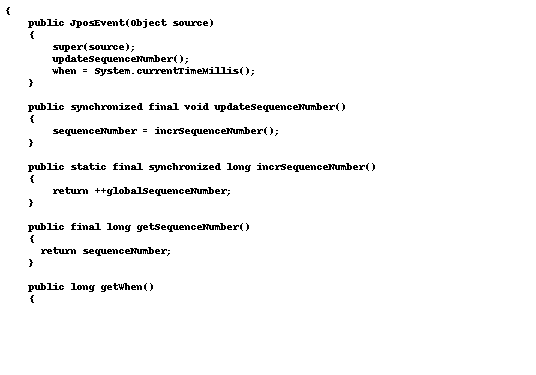 {
    public JposEvent(Object source)
    {
        super(source);
        updateSequenceNumber();
        when = System.currentTimeMillis();
    }
    public synchronized final void updateSequenceNumber()
    {
        sequenceNumber = incrSequenceNumber();
    }
    public static final synchronized long incrSequenceNumber()
    {
        return ++globalSequenceNumber;
    }
    public final long getSequenceNumber()
    {
      return sequenceNumber;
    }
    public long getWhen()
    {